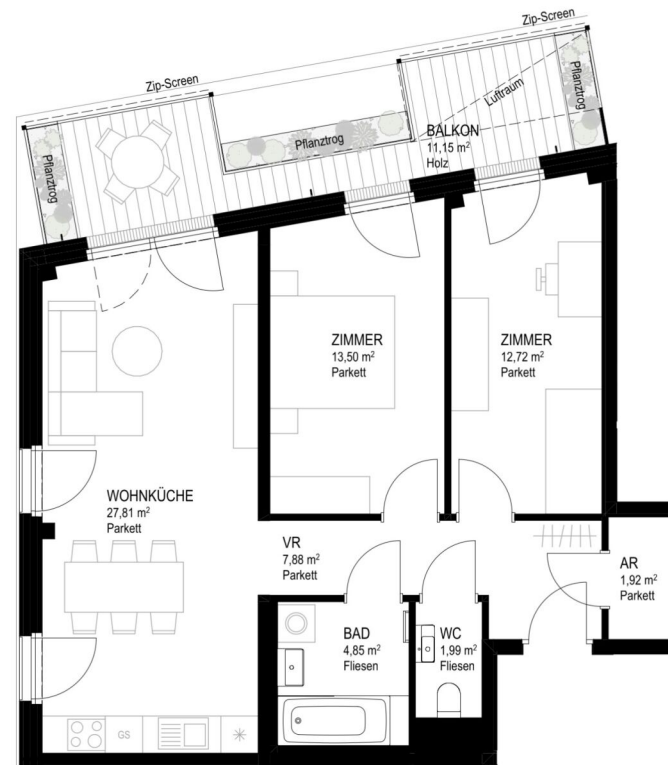 Zip-Screen
Zip-Screen
Pflanztrog
Luftraum
Pflanztrog
Pflanztrog
BALKON
11,15 m²
Holz
ZIMMER
13,50 m²
Parkett
ZIMMER
12,72 m²
Parkett
WOHNKÜCHE
27,81 m²
Parkett
VR
7,88 m²
Parkett
AR
1,92 m²
Parkett
BAD
4,85 m²
Fliesen
WC
1,99 m²
Fliesen
GS